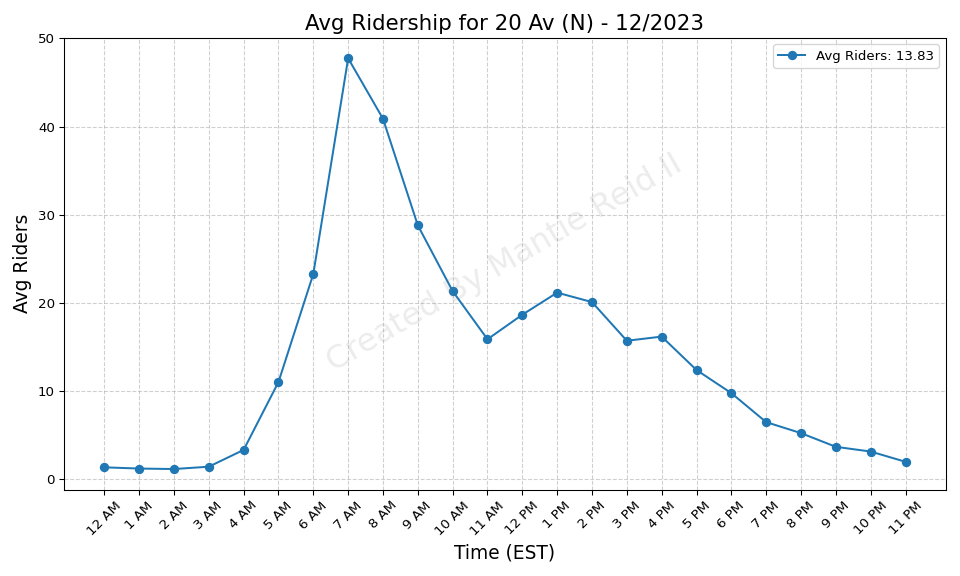 Avg Ridership for 20 Av (N) - 12/2023
50
40
30
20
10
0
Avg Riders
Avg Riders: 13.83
Created By Mantie Reid II
12 AM
1 AM
2 AM
3 AM
4 AM
5 AM
6 AM
7 AM
8 AM
9 AM
10 AM
11 AM
12 PM
1 PM
2 PM
3 PM
4 PM
5 PM
6 PM
7 PM
8 PM
9 PM
10 PM
11 PM
Time (EST)